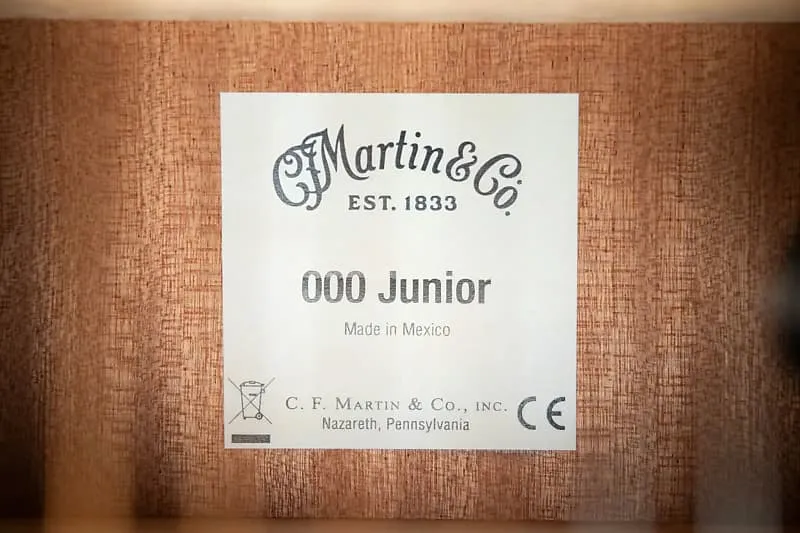 CFMartin & Co.
EST. 1833
000 Junior
Made in Mexico
C. F. MARTIN & CO., INC.
Nazareth, Pennsylvania
CE